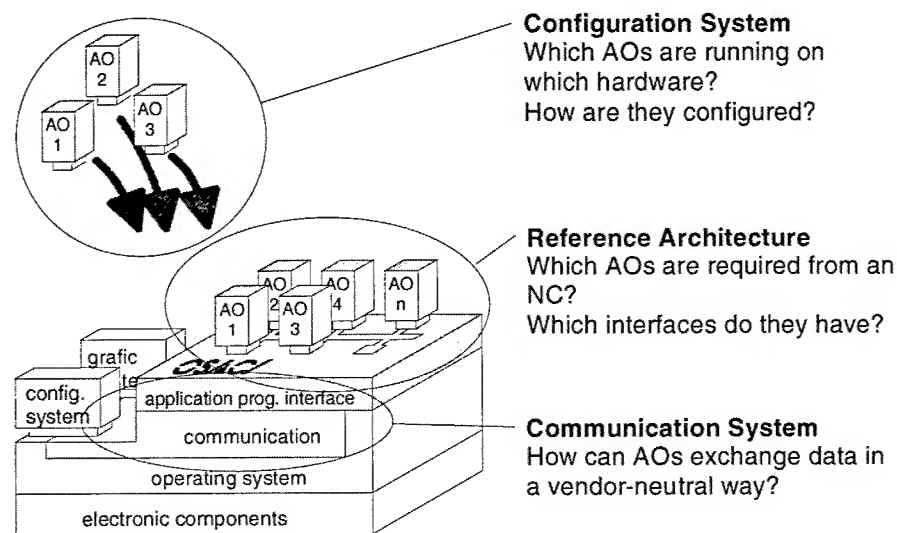 Configuration System
Which AOs are running on
which hardware?
How are they configured?
AO
2
AO
1
AO
3
Reference Architecture
Which AOs are required from an
NC?
Which interfaces do they have?
AO
1
AO
2
AO
3
AO
4
AO
n
grafic
config.
system
application prog. interface
communication
operating system
electronic components
Communication System
How can AOs exchange data in
a vendor-neutral way?